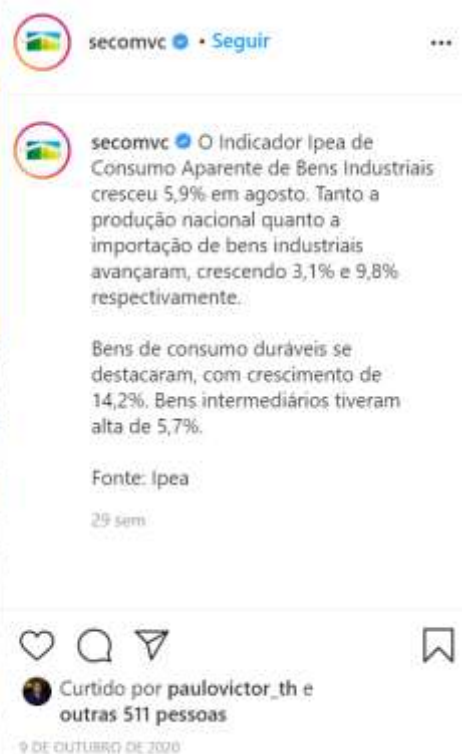 secomvc • Seguir
secomvc O Indicador Ipea de
Consumo Aparente de Bens Industriais
cresceu 5,9% em agosto. Tanto a
produção nacional quanto a
importação de bens industriais
avançaram, crescendo 3,1% e 9,8%
respectivamente.
Bens de consumo duráveis se
destacaram, com crescimento de
14,2%. Bens intermediários tiveram
alta de 5,7%.
Fonte: Ipea
29 sem
Curtido por paulovictor_th e
outras 511 pessoas
9 DE OUTUBRO DE 2020